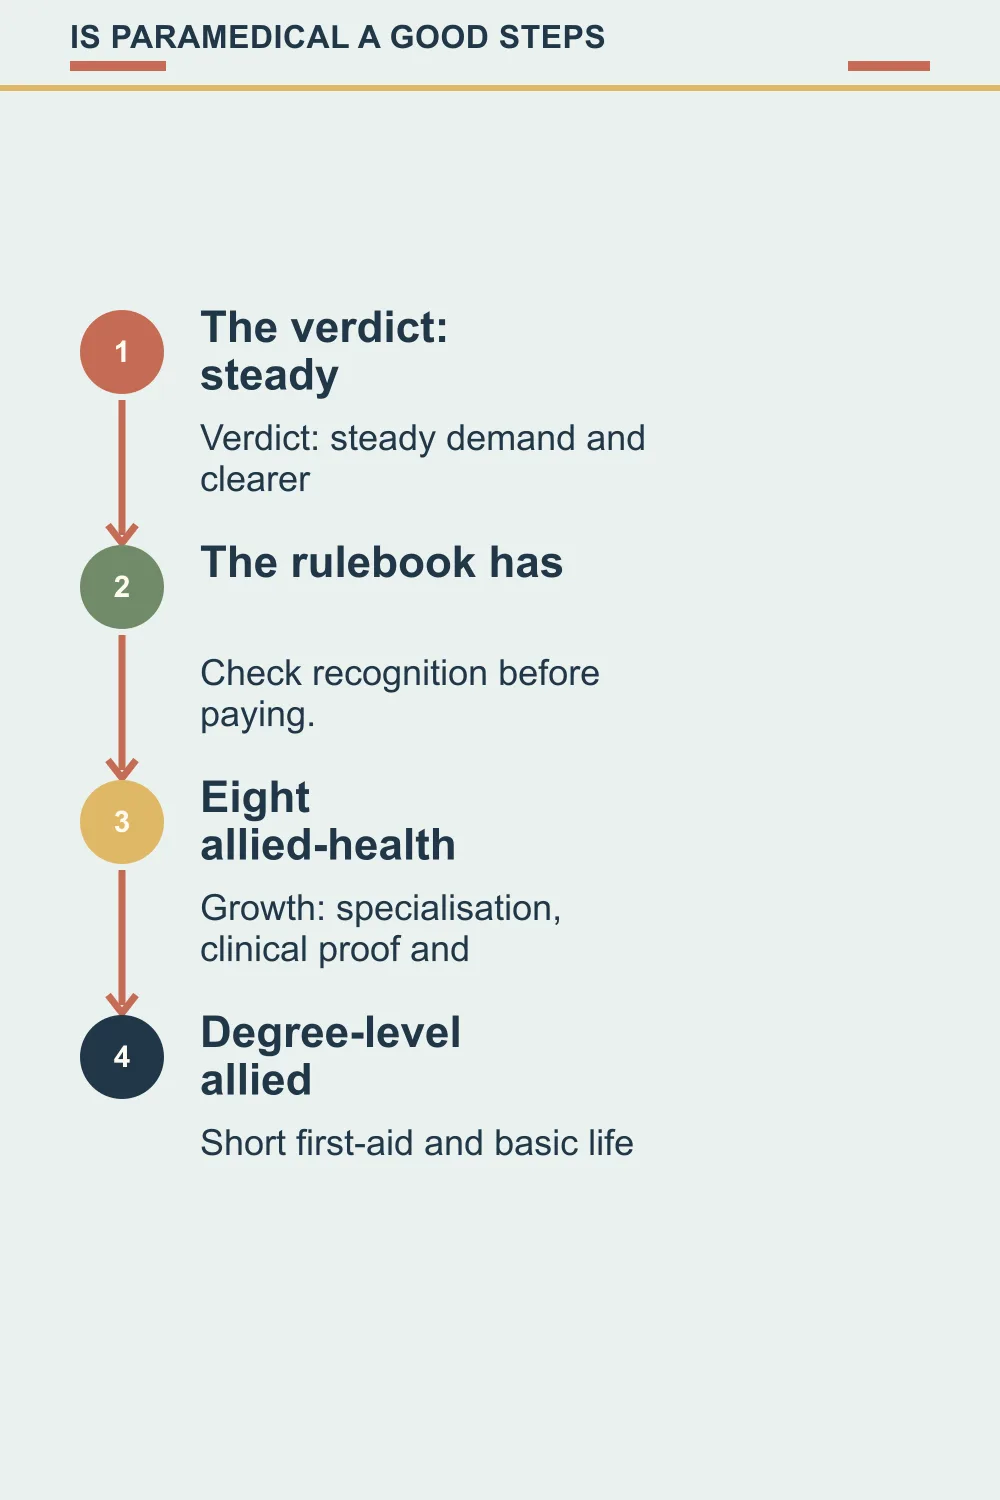 IS PARAMEDICAL A GOOD STEPS
1
The verdict:
steady
Verdict: steady demand and
clearer
2
The rulebook has
Check recognition before
paying.
3
Eight
allied-health
Growth: specialisation,
clinical proof and
4
Degree-level
allied
Short first-aid and basic life